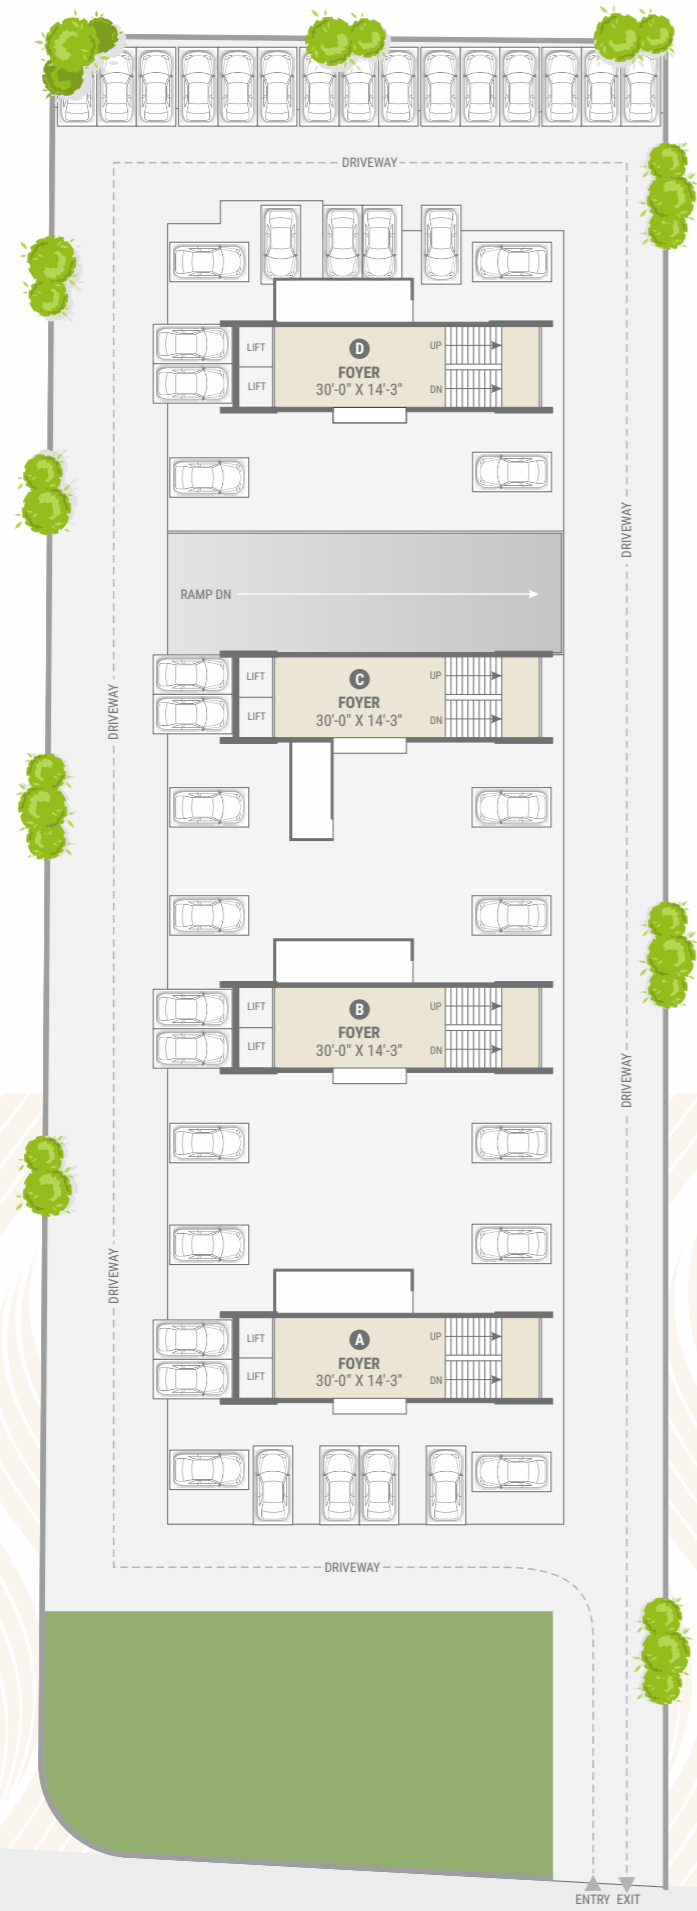 DRIVEWAY
LIFT
LIFT
D
FOYER
30'-0" X 14'-3"
UP
DN
DRIVEWAY
RAMP DN
LIFT
LIFT
C
FOYER
30'-0" X 14'-3"
UP
DN
DRIVEWAY
LIFT
LIFT
B
FOYER
30'-0" X 14'-3"
UP
DN
DRIVEWAY
DRIVEWAY
LIFT
LIFT
A
FOYER
30'-0" X 14'-3"
UP
DN
DRIVEWAY
ENTRY EXIT